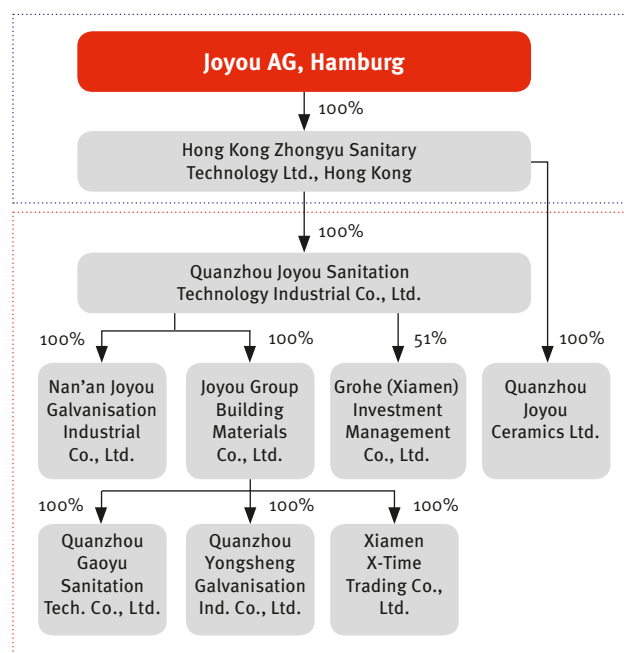 Joyou AG, Hamburg
100%
Hong Kong Zhongyu Sanitary
Technology Ltd., Hong Kong
100%
Quanzhou Joyou Sanitation
Technology Industrial Co., Ltd.
100%
100%
51%
100%
Nan’an Joyou
Galvanisation
Industrial
Co., Ltd.
Joyou Group
Building
Materials
Co., Ltd.
Grohe (Xiamen)
Investment
Management
Co., Ltd.
Quanzhou
Joyou
Ceramics Ltd.
100%
100%
100%
Quanzhou
Gaoyu
Sanitation
Tech. Co., Ltd.
Quanzhou
Yongsheng
Galvanisation
Ind. Co., Ltd.
Xiamen
X-Time
Trading Co.,
Ltd.